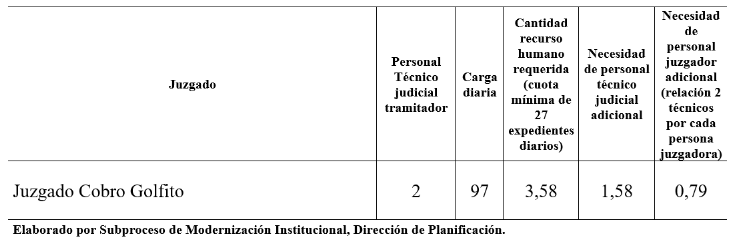 Juzgado
Personal
Técnico
judicial
tramitador
Carga
diaria
Cantidad
recurso
humano
requerida
(cuota
mínima de
27
expedientes
diarios)
Necesidad
de personal
técnico
judicial
adicional
Necesidad
de
personal
juzgador
adicional
(relación 2
técnicos
por cada
persona
juzgadora)
Juzgado Cobro Golfito 2 97 3,58 1,58 0,79
Elaborado por Subproceso de Modernización Institucional, Dirección de Planificación.